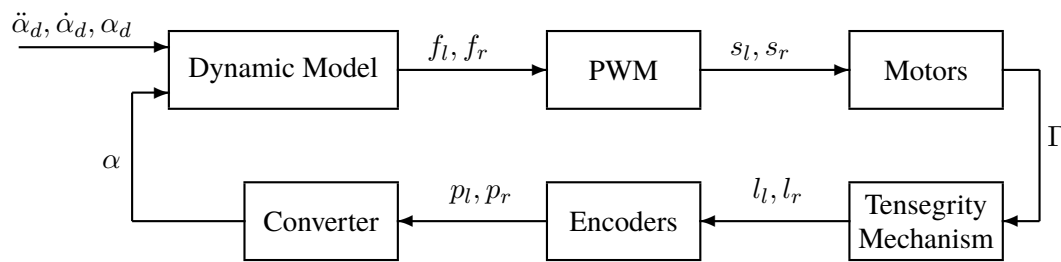 α̈_d, α̇_d, α_d
Dynamic Model
f_l, f_r
PWM
s_l, s_r
Motors
Γ
α
Converter
p_l, p_r
Encoders
l_l, l_r
Tensegrity
Mechanism